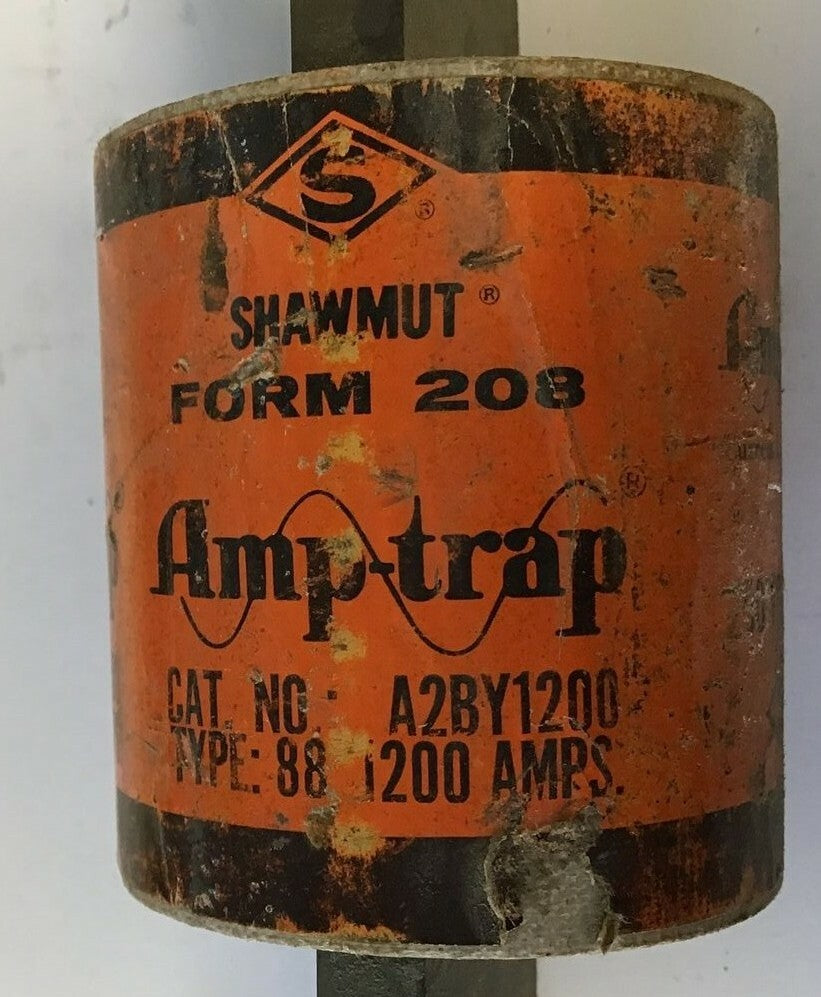 S ®
SHAWMUT ®
FORM 208
Amp-trap ®
CAT. NO: A2BY1200
TYPE: 88 1200 AMPS.